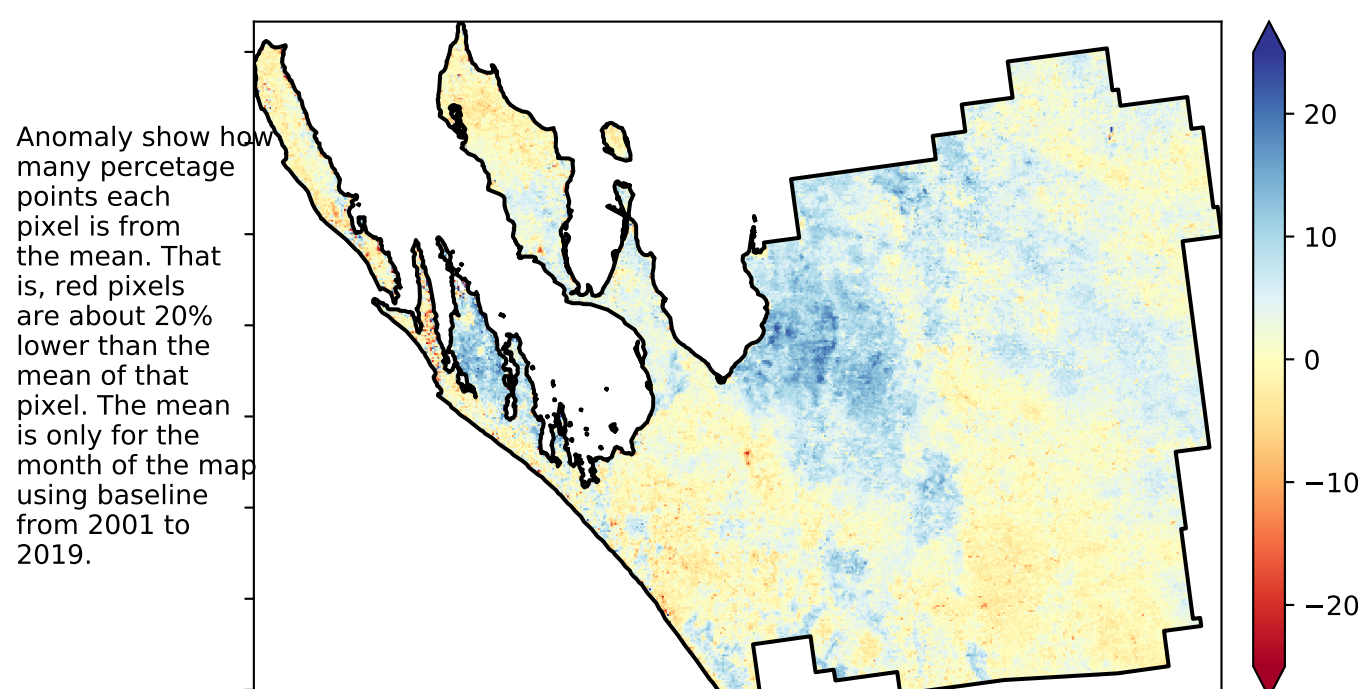 Anomaly show how
many percetage
points each
pixel is from
the mean. That
is, red pixels
are about 20%
lower than the
mean of that
pixel. The mean
is only for the
month of the map
using baseline
from 2001 to
2019.
20
10
0
−10
−20